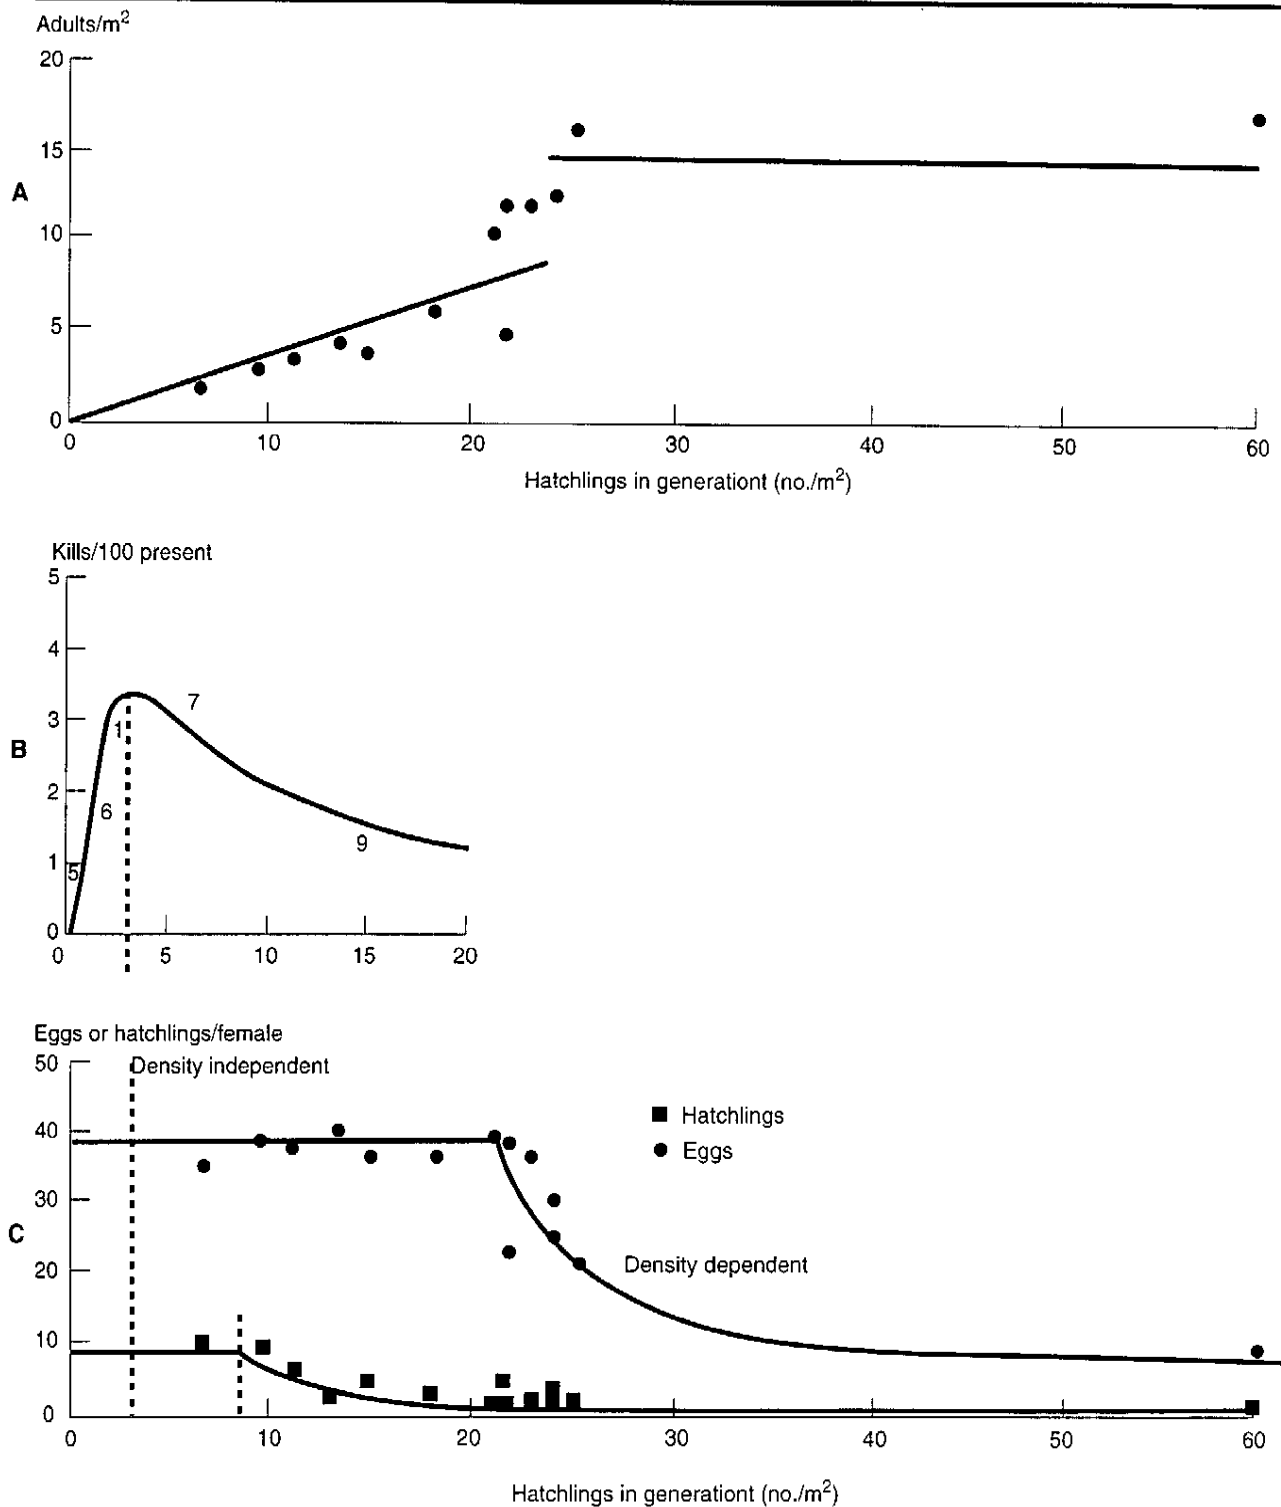 Adults/m²
20
15
A
10
5
0
0 10 20 30 40 50 60
Hatchlings in generationt (no./m²)
Kills/100 present
5
4
7
3
1
B
2
6
9
1
5
0
0 5 10 15 20
Eggs or hatchlings/female
50
Density independent
Hatchlings
40
Eggs
30
C
Density dependent
20
10
0
0 10 20 30 40 50 60
Hatchlings in generationt (no./m²)